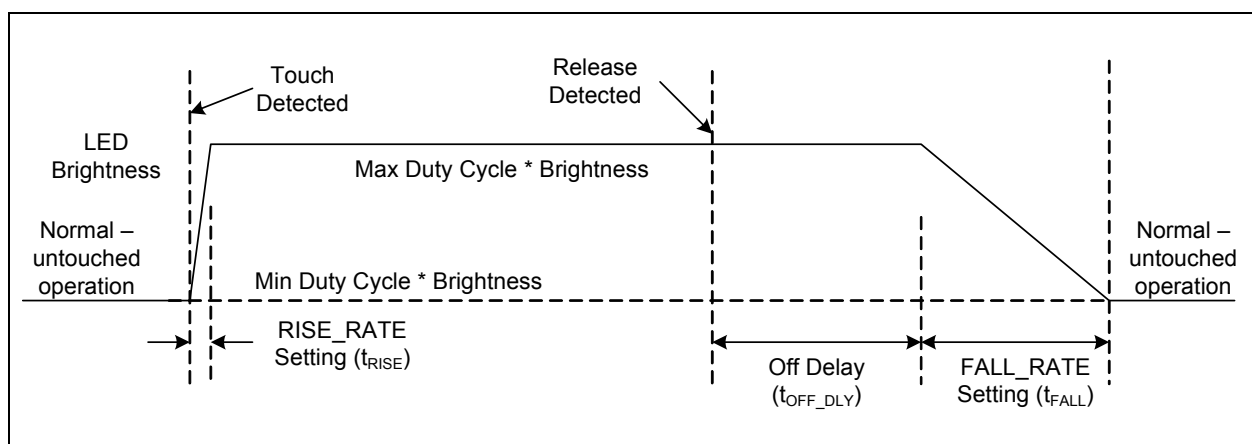 Touch
Detected
Release
Detected
LED
Brightness
Max Duty Cycle * Brightness
Normal –
untouched
operation
Normal –
untouched
operation
Min Duty Cycle * Brightness
RISE_RATE
Setting (tRISE)
Off Delay
(tOFF_DLY)
FALL_RATE
Setting (tFALL)